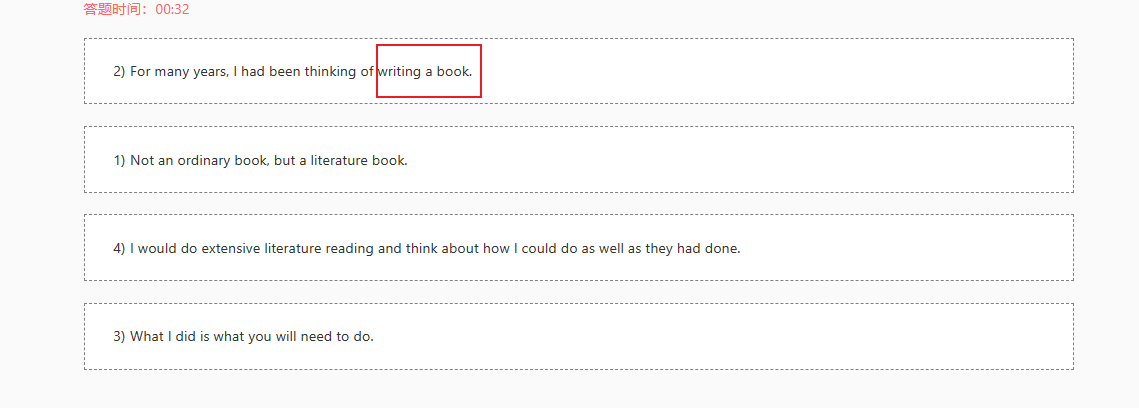 答题时间：00:32
2) For many years, I had been thinking of writing a book.
1) Not an ordinary book, but a literature book.
4) I would do extensive literature reading and think about how I could do as well as they had done.
3) What I did is what you will need to do.